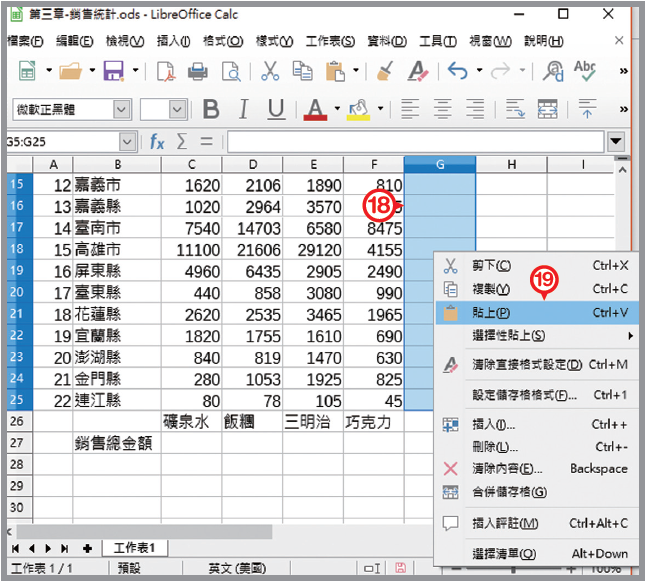 第三章-銷售統計.ods - LibreOffice Calc
檔案(F) 編輯(E) 檢視(V) 插入(I) 格式(O) 樣式(Y) 工作表(S) 資料(D) 工具(T) 視窗(W) 說明(H)
Abc
微軟正黑體 B I U A
G5:G25 fx Σ =
A B C D E F G H I
15 12 嘉義市 1620 2106 1890 810
16 13 嘉義縣 1020 2964 3570 18
17 14 臺南市 7540 14703 6580 8475
18 15 高雄市 11100 21606 29120 4155
19 16 屏東縣 4960 6435 2905 2490
20 17 臺東縣 440 858 3080 990
21 18 花蓮縣 2620 2535 3465 1965
22 19 宜蘭縣 1820 1755 1610 690
23 20 澎湖縣 840 819 1470 630
24 21 金門縣 280 1053 1925 825
25 22 連江縣 80 78 105 45
26 礦泉水 飯糰 三明治 巧克力
27 銷售總金額
28
29
30
剪下(C) Ctrl+X
19
複製(Y) Ctrl+C
貼上(P) Ctrl+V
選擇性貼上(S)
清除直接格式設定(D) Ctrl+M
設定儲存格格式(F)... Ctrl+1
插入(I)... Ctrl++
刪除(L)... Ctrl+-
清除內容(E)... Backspace
合併儲存格(G)
插入評註(M) Ctrl+Alt+C
選擇清單(Q) Alt+Down
工作表1
工作表 1 / 1 預設 英文 (美國) 100%